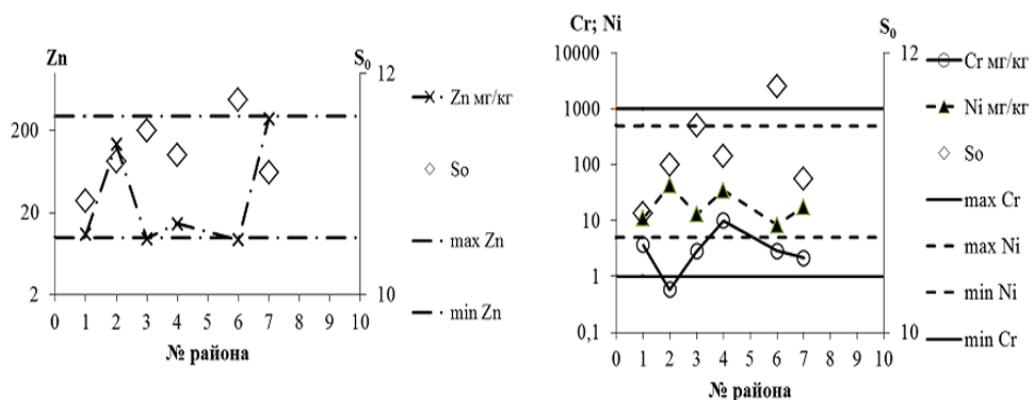 Zn
S₀
12
200
20
2
10
0 1 2 3 4 5 6 7 8 9 10
№ района
Zn мг/кг
So
max Zn
min Zn
Cr; Ni
S₀
10000
12
1000
100
10
1
0,1
10
0 1 2 3 4 5 6 7 8 9 10
№ района
Cr мг/кг
Ni мг/кг
So
max Cr
max Ni
min Ni
min Cr